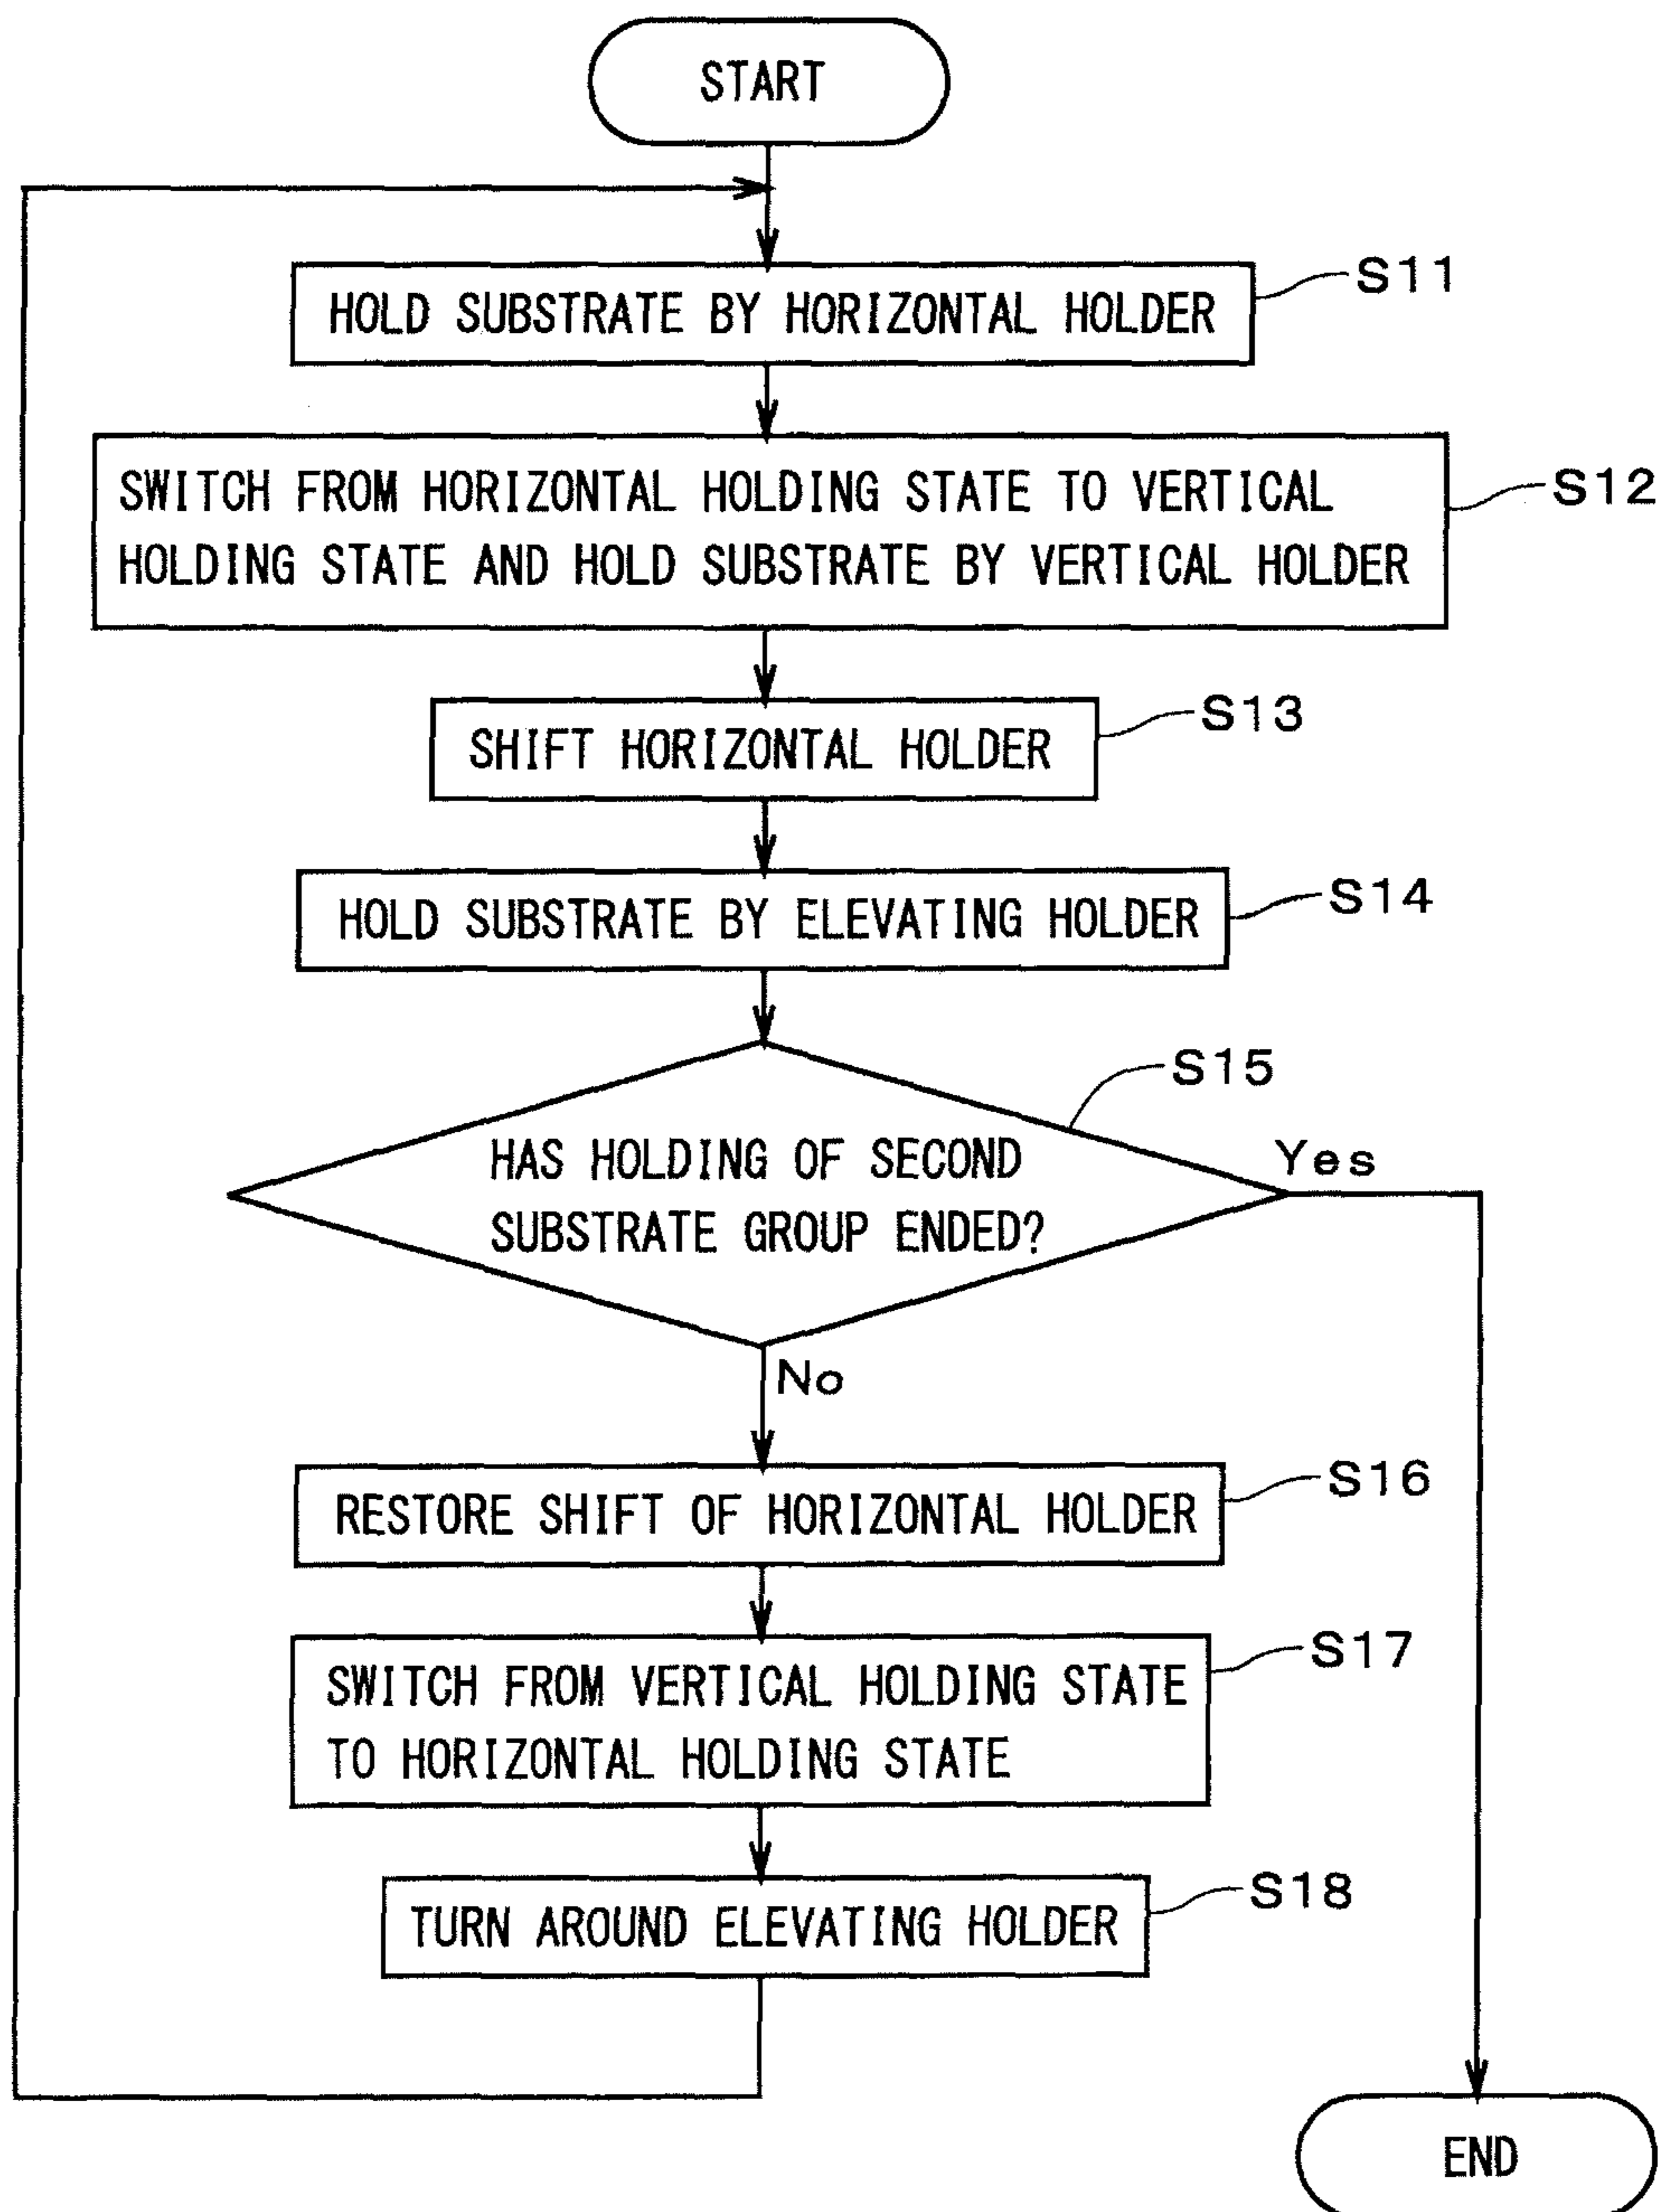 START
HOLD SUBSTRATE BY HORIZONTAL HOLDER
S11
SWITCH FROM HORIZONTAL HOLDING STATE TO VERTICAL
HOLDING STATE AND HOLD SUBSTRATE BY VERTICAL HOLDER
S12
SHIFT HORIZONTAL HOLDER
S13
HOLD SUBSTRATE BY ELEVATING HOLDER
S14
HAS HOLDING OF SECOND
SUBSTRATE GROUP ENDED?
S15
Yes
No
RESTORE SHIFT OF HORIZONTAL HOLDER
S16
SWITCH FROM VERTICAL HOLDING STATE
TO HORIZONTAL HOLDING STATE
S17
TURN AROUND ELEVATING HOLDER
S18
END